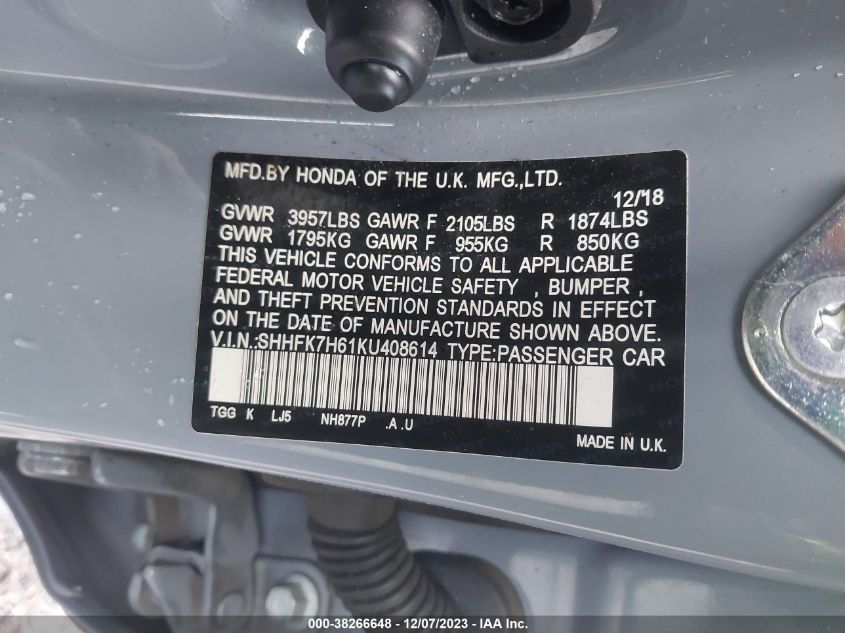 MFD.BY HONDA OF THE U.K. MFG.,LTD.
12/18
GVWR 3957LBS GAWR F 2105LBS R 1874LBS
GVWR 1795KG GAWR F 955KG R 850KG
THIS VEHICLE CONFORMS TO ALL APPLICABLE
FEDERAL MOTOR VEHICLE SAFETY , BUMPER ,
AND THEFT PREVENTION STANDARDS IN EFFECT
ON THE DATE OF MANUFACTURE SHOWN ABOVE.
V.I.N.:SHHFK7H61KU408614 TYPE:PASSENGER CAR
TGG K LJ5 NH877P .A .U
MADE IN U.K.
000-38266648 - 12/07/2023 - IAA Inc.